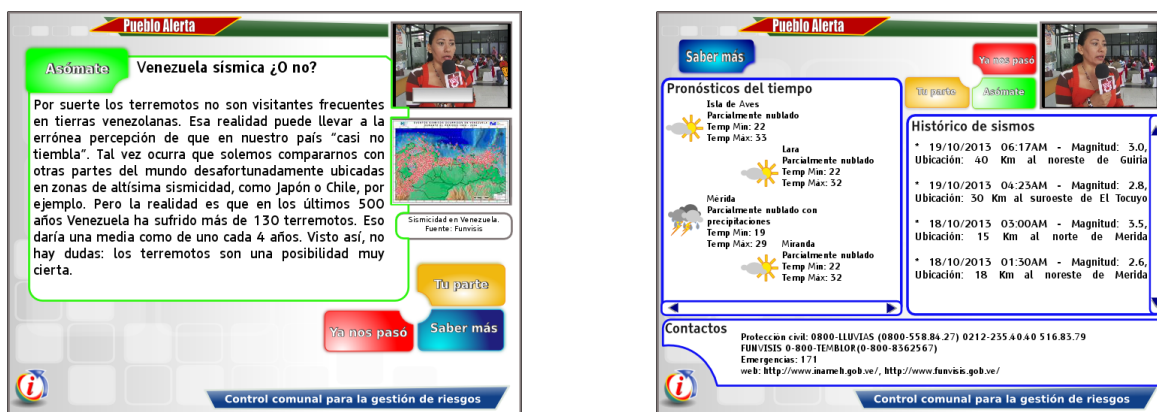 Pueblo Alerta
Asómate
Venezuela sísmica ¿O no?
Por suerte los terremotos no son visitantes frecuentes
en tierras venezolanas. Esa realidad puede llevar a la
errónea percepción de que en nuestro país “casi no
tiembla”. Tal vez ocurra que solemos compararnos con
otras partes del mundo desafortunadamente ubicadas
en zonas de altísima sismicidad, como Japón o Chile, por
ejemplo. Pero la realidad es que en los últimos 500
años Venezuela ha sufrido más de 130 terremotos. Eso
daría una media como de uno cada 4 años. Visto así, no
hay dudas: los terremotos son una posibilidad muy
cierta.
Sismicidad en Venezuela.
Fuente: Funvisis
Tu parte
Ya nos pasó
Saber más
i
Control comunal para la gestión de riesgos
Pueblo Alerta
Saber más
Ya nos pasó
Tu parte
Asómate
Pronósticos del tiempo
Isla de Aves
Parcialmente nublado
Temp Min: 22
Temp Máx: 33
Lara
Parcialmente nublado
Temp Min: 22
Temp Máx: 32
Mérida
Parcialmente nublado con
precipitaciones
Temp Min: 19
Temp Máx: 29
Miranda
Parcialmente nublado
Temp Min: 22
Temp Máx: 32
Histórico de sismos
* 19/10/2013 06:17AM - Magnitud: 3.0,
Ubicación: 40 Km al noreste de Guiria
* 19/10/2013 04:23AM - Magnitud: 2.8,
Ubicación: 30 Km al suroeste de El Tocuyo
* 18/10/2013 03:00AM - Magnitud: 3.5,
Ubicación: 15 Km al norte de Merida
* 18/10/2013 01:30AM - Magnitud: 2.6,
Ubicación: 18 Km al noreste de Merida
Contactos
Protección civil: 0800-LLUVIAS (0800-558.84.27) 0212-235.40.40 516.83.79
FUNVISIS 0-800-TEMBLOR(0-800-8362567)
Emergencias: 171
web: http://www.inameh.gob.ve/, http://www.funvisis.gob.ve/
i
Control comunal para la gestión de riesgos